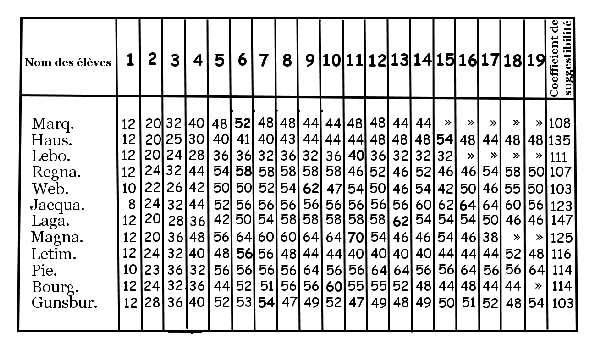 Nom des élèves 1 2 3 4 5 6 7 8 9 10 11 12 13 14 15 16 17 18 19 Coefficient de suggestibilité
Marq. 12 20 32 40 48 52 48 48 44 44 48 48 44 44 » » » » » 108
Haus. 12 20 25 30 40 41 40 43 44 44 44 48 48 48 54 48 44 48 48 135
Lebo. 12 20 24 28 36 36 32 36 32 36 40 36 32 32 32 » » » » 111
Regna. 12 24 32 44 54 58 58 58 58 58 46 52 46 52 46 46 54 58 50 107
Web. 10 22 26 42 50 50 52 54 62 47 54 50 46 54 42 50 46 55 50 103
Jacqua. 8 24 32 44 52 56 56 56 56 56 56 56 56 60 62 64 64 60 56 123
Laga. 12 20 28 36 42 50 54 58 58 58 58 58 62 54 54 54 50 46 46 147
Magna. 12 20 36 48 56 64 60 60 64 64 70 54 46 46 54 46 38 » » 125
Letim. 12 24 32 40 48 56 56 48 44 44 40 40 40 40 44 44 44 52 48 116
Pie. 10 23 36 32 56 56 56 56 64 56 56 64 64 56 56 64 56 56 64 114
Bourg. 12 24 32 36 44 52 51 56 56 60 55 55 52 48 44 48 44 44 » 114
Gunsbur. 12 28 36 40 52 53 54 47 49 52 47 49 48 49 50 51 52 48 54 103